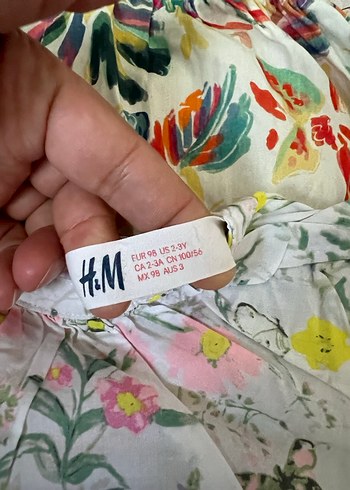 H&M
EUR 98 US 2-3Y
CA 2-3A CN 100/56
MX 98 AUS 3